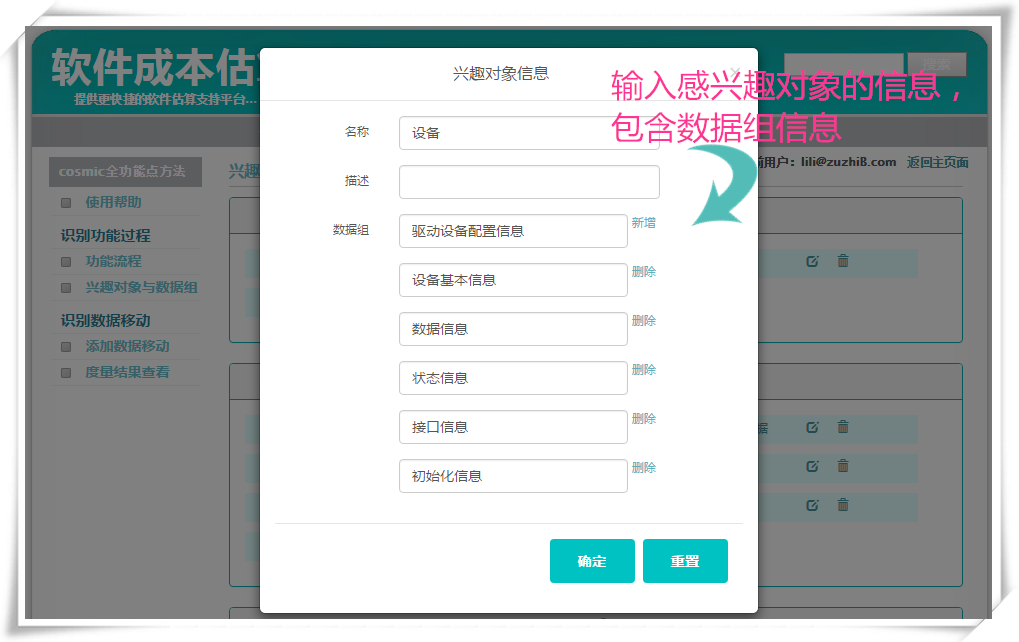 软件成本估
提供更快捷的软件估算支持平台...
搜索
输入感兴趣对象的信息，
包含数据组信息
前用户：lili@zuzhiB.com 返回主页面
cosmic全功能点方法
使用帮助
识别功能过程
功能流程
兴趣对象与数据组
识别数据移动
添加数据移动
度量结果查看
兴趣
据
兴趣对象信息
×
名称 设备
描述
数据组 驱动设备配置信息 新增
设备基本信息 删除
数据信息 删除
状态信息 删除
接口信息 删除
初始化信息 删除
确定 重置